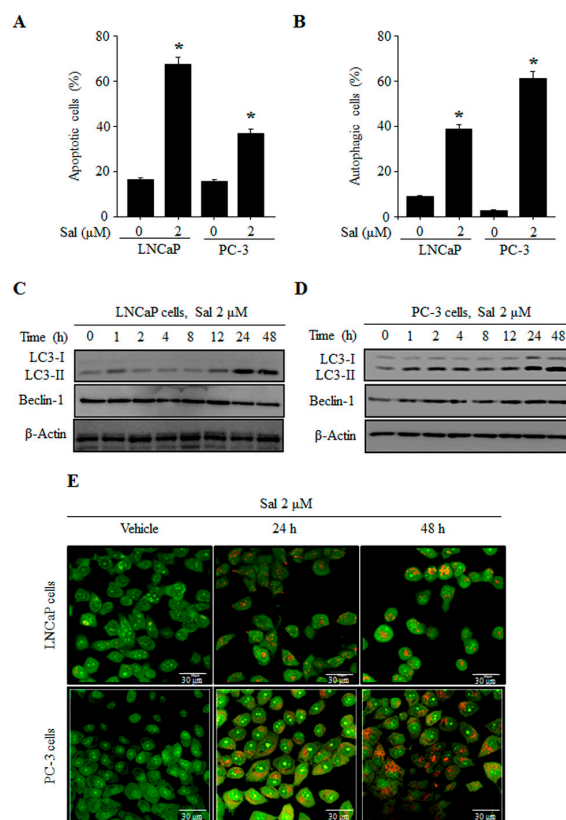 A
B
80
60
40
20
0
Apoptotic cells (%)
*
*
Sal (µM) 0 2 0 2
LNCaP PC-3
80
60
40
20
0
Autophagic cells (%)
*
*
Sal (µM) 0 2 0 2
LNCaP PC-3
C
LNCaP cells, Sal 2 µM
Time (h) 0 1 2 4 8 12 24 48
LC3-I
LC3-II
Beclin-1
β-Actin
D
PC-3 cells, Sal 2 µM
Time (h) 0 1 2 4 8 12 24 48
LC3-I
LC3-II
Beclin-1
β-Actin
E
Sal 2 µM
Vehicle 24 h 48 h
LNCaP cells
30 µm 30 µm 30 µm
PC-3 cells
30 µm 30 µm 30 µm